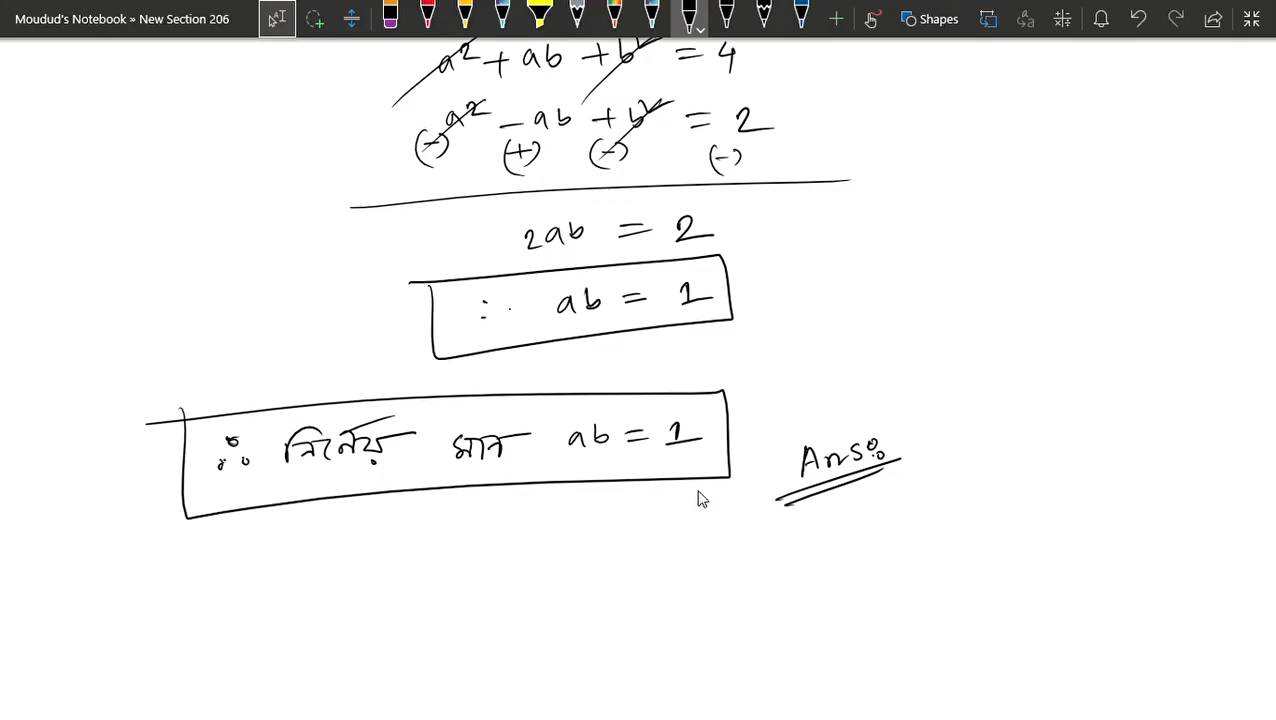 Moudud's Notebook » New Section 206
Shapes
a² + ab + b² = 4
a² - ab + b² = 2
(-) (+) (-) (-)
2ab = 2
∴ ab = 1
∴ নির্নেয় মান ab = 1
Ans: